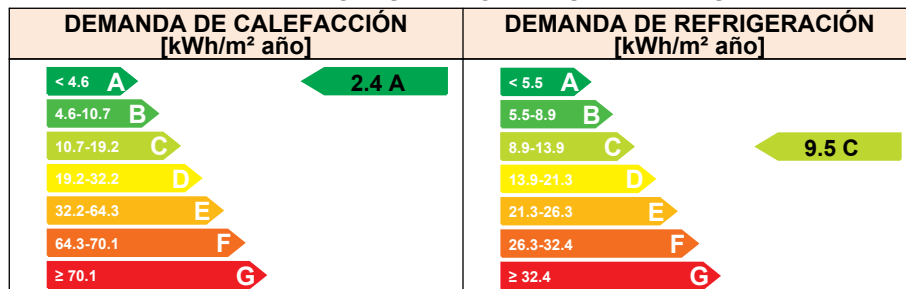 DEMANDA DE CALEFACCIÓN
[kWh/m² año]
< 4.6 A
2.4 A
4.6-10.7 B
10.7-19.2 C
19.2-32.2 D
32.2-64.3 E
64.3-70.1 F
≥ 70.1 G
DEMANDA DE REFRIGERACIÓN
[kWh/m² año]
< 5.5 A
5.5-8.9 B
8.9-13.9 C
9.5 C
13.9-21.3 D
21.3-26.3 E
26.3-32.4 F
≥ 32.4 G